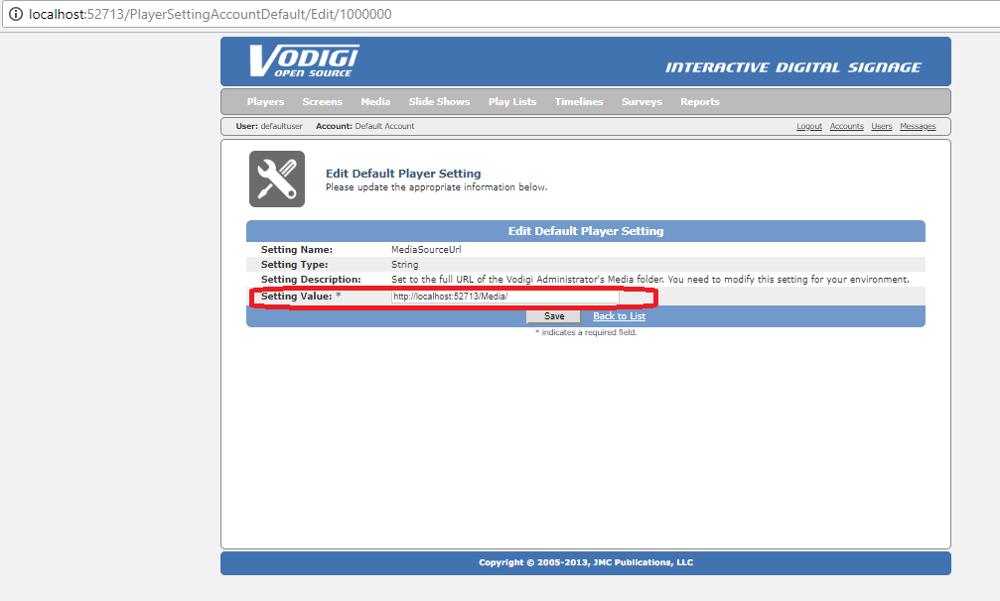 localhost:52713/PlayerSettingAccountDefault/Edit/1000000
VODIGI
OPEN SOURCE
INTERACTIVE DIGITAL SIGNAGE
Players Screens Media Slide Shows Play Lists Timelines Surveys Reports
User: defaultuser Account: Default Account Logout Accounts Users Messages
Edit Default Player Setting
Please update the appropriate information below.
Edit Default Player Setting
Setting Name: MediaSourceUrl
Setting Type: String
Setting Description: Set to the full URL of the Vodigi Administrator's Media folder. You need to modify this setting for your environment.
Setting Value: * http://localhost:52713/Media/
Save Back to List
* indicates a required field.
Copyright © 2005-2013, JMC Publications, LLC